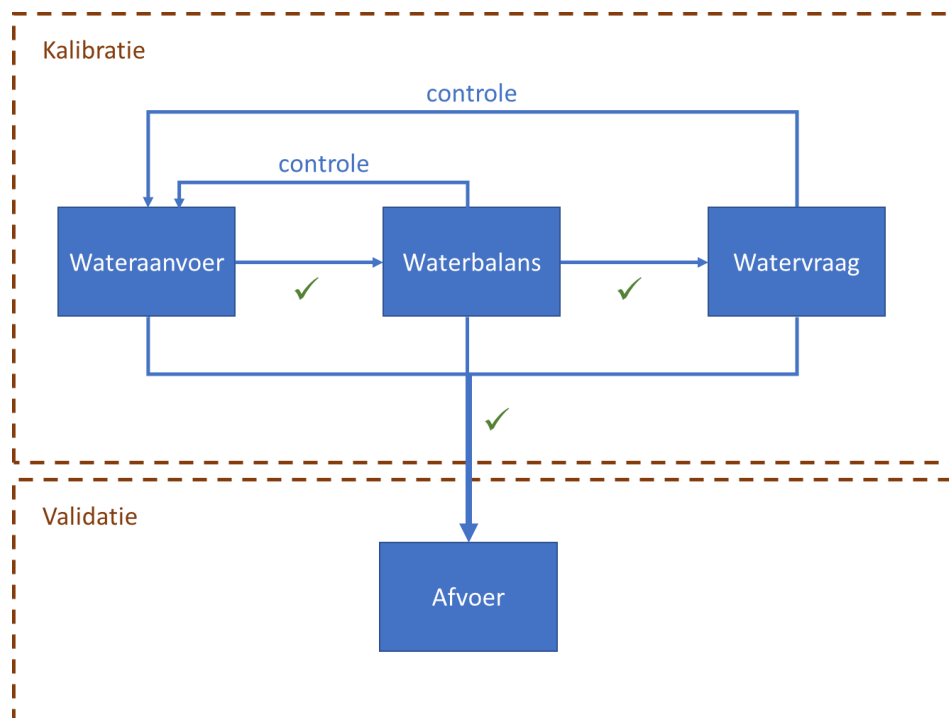 Kalibratie
controle
controle
Wateraanvoer
Waterbalans
Watervraag
Validatie
Afvoer